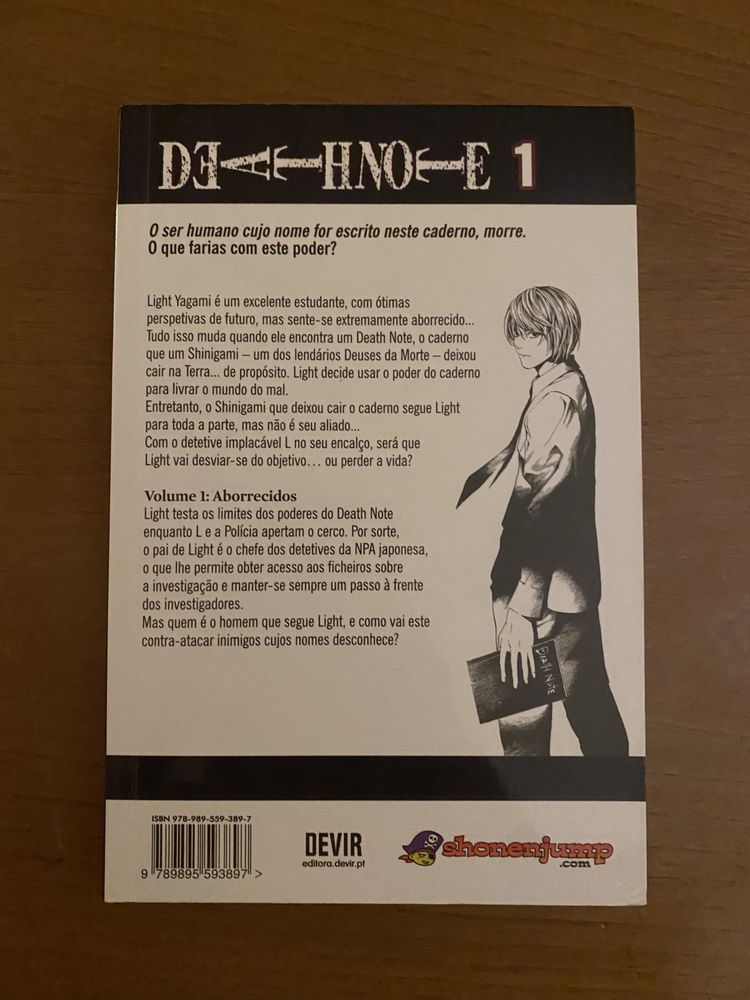 DEATHNOTE 1
O ser humano cujo nome for escrito neste caderno, morre.
O que farias com este poder?
Light Yagami é um excelente estudante, com ótimas
perspetivas de futuro, mas sente-se extremamente aborrecido...
Tudo isso muda quando ele encontra um Death Note, o caderno
que um Shinigami – um dos lendários Deuses da Morte – deixou
cair na Terra... de propósito. Light decide usar o poder do caderno
para livrar o mundo do mal.
Entretanto, o Shinigami que deixou cair o caderno segue Light
para toda a parte, mas não é seu aliado...
Com o detetive implacável L no seu encalço, será que
Light vai desviar-se do objetivo... ou perder a vida?
Volume 1: Aborrecidos
Light testa os limites dos poderes do Death Note
enquanto L e a Polícia apertam o cerco. Por sorte,
o pai de Light é o chefe dos detetives da NPA japonesa,
o que lhe permite obter acesso aos ficheiros sobre
a investigação e manter-se sempre um passo à frente
dos investigadores.
Mas quem é o homem que segue Light, e como vai este
contra-atacar inimigos cujos nomes desconhece?
DEATH NOTE
ISBN 978-989-559-389-7
9 789895 593897 >
DEVIR
editora.devir.pt
shonenjump
.com